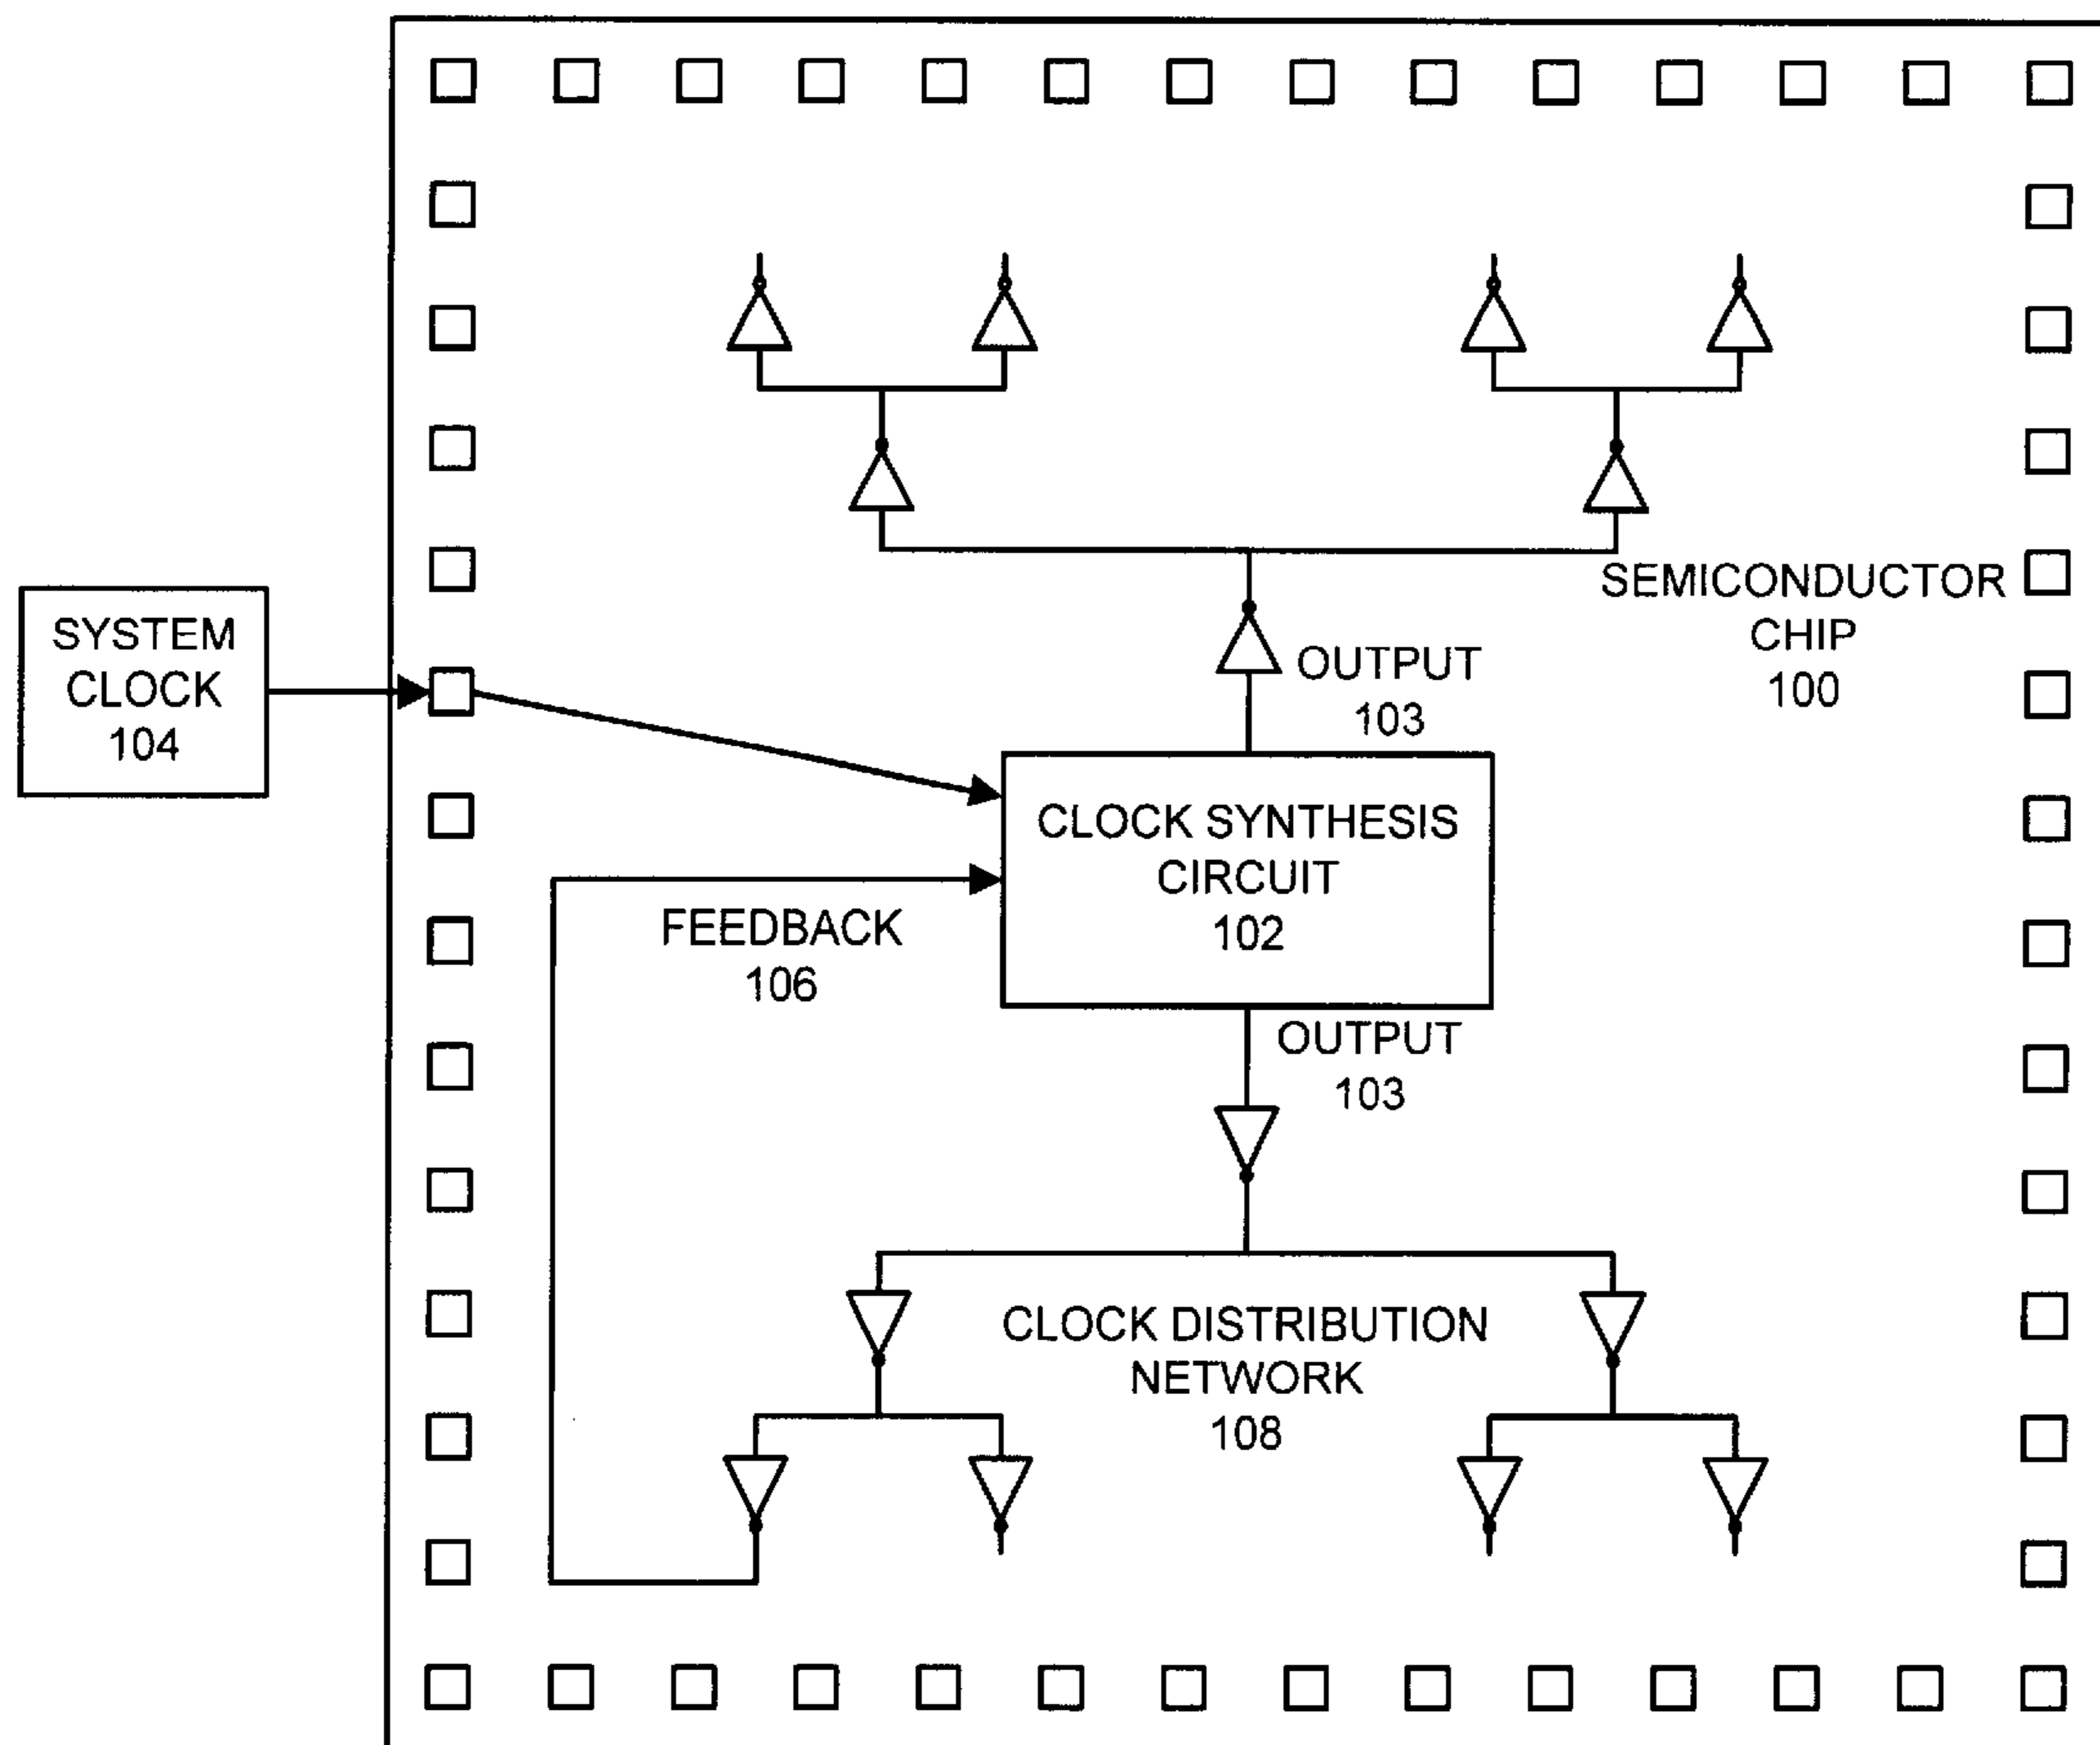 SYSTEM
CLOCK
104
SEMICONDUCTOR
CHIP
100
OUTPUT
103
CLOCK SYNTHESIS
CIRCUIT
102
FEEDBACK
106
OUTPUT
103
CLOCK DISTRIBUTION
NETWORK
108